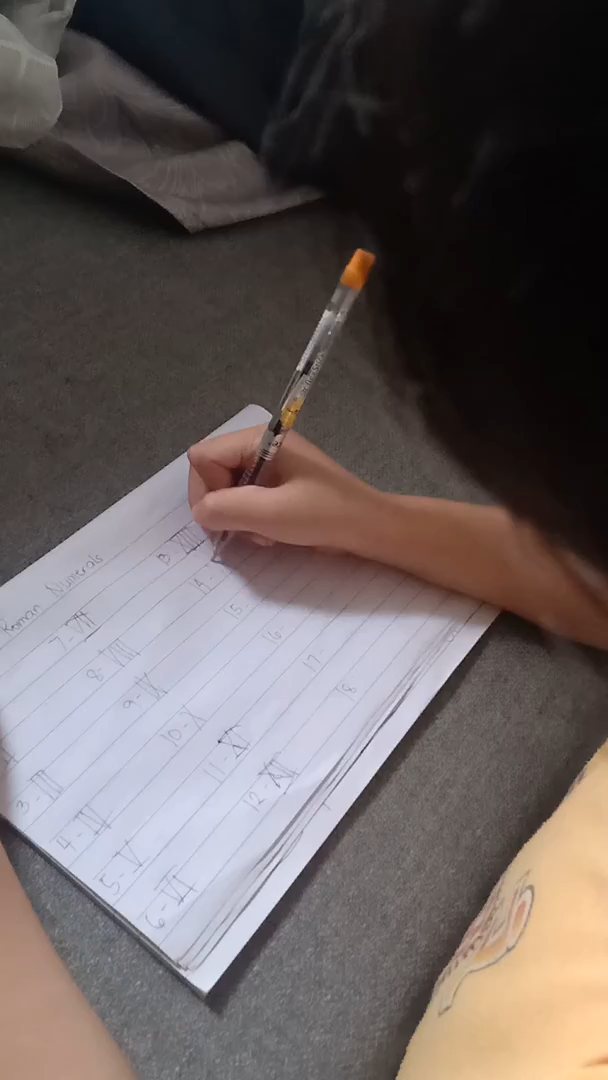 Roman Numerals
3 - III
4 - IV
5 - V
6 - VI
7 - VII
8 - VIII
9 - IX
10 - X
11 - XI
12 - XII
13 - XIII
14 -
15
16 -
17 -
18